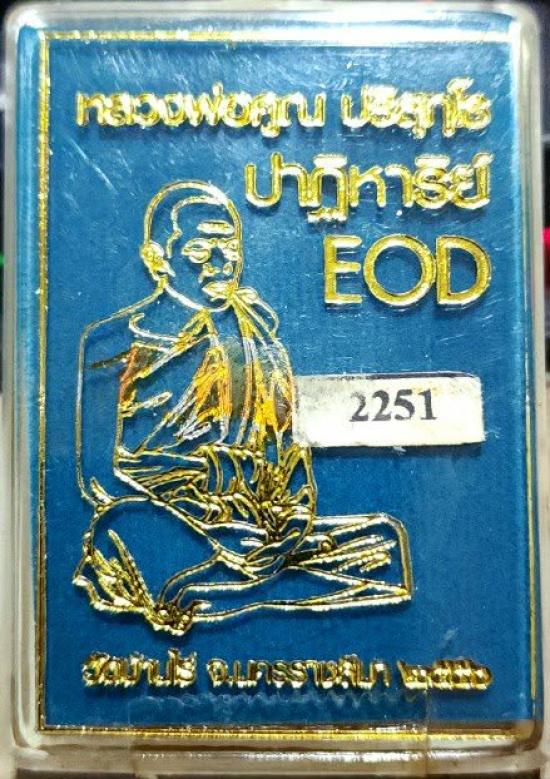 หลวงพ่อคูณ ปริสุทโธ
ปาฏิหาริย์
EOD
2251
วัดบ้านไร่ จ.นครราชสีมา ๒๕๕๖